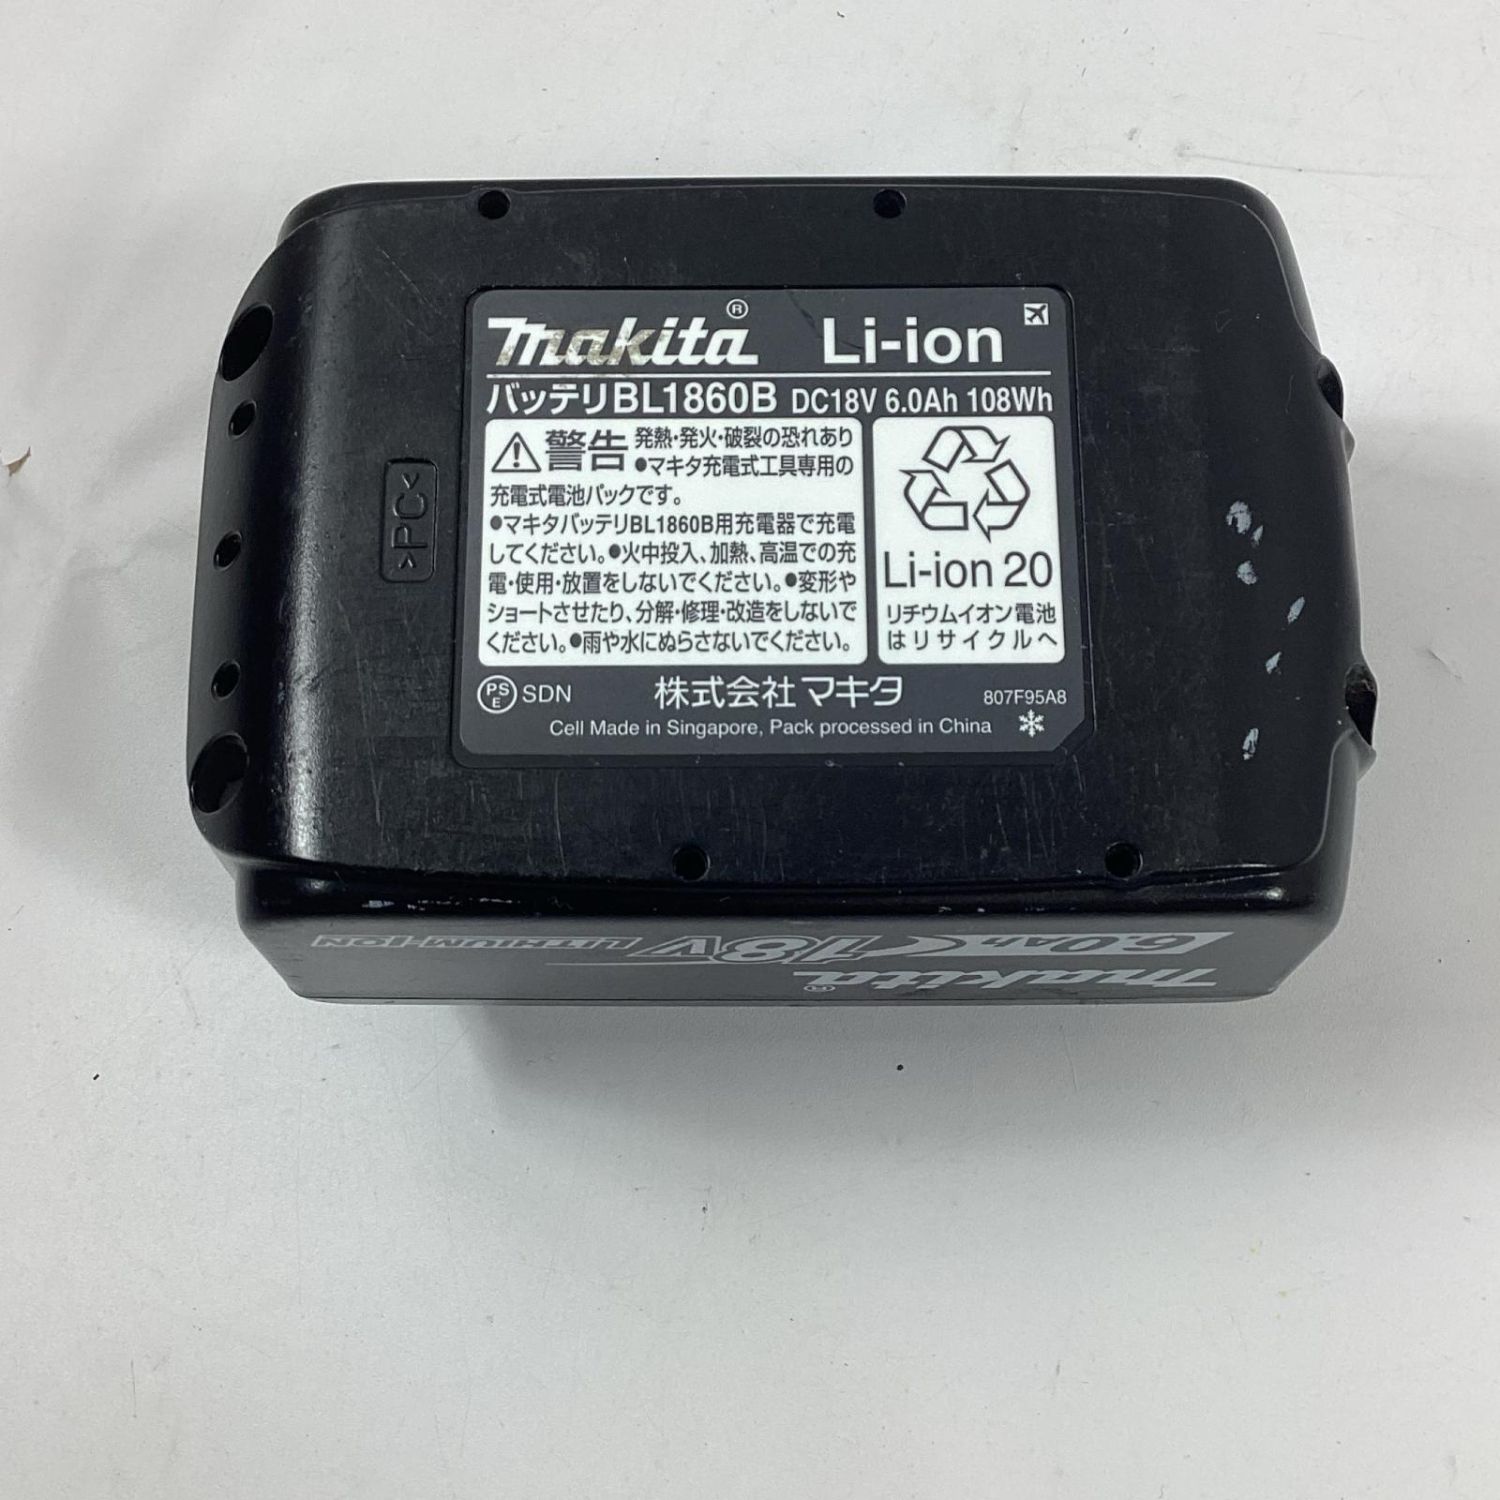 makita® Li-ion
バッテリBL1860B DC18V 6.0Ah 108Wh
警告 発熱・発火・破裂の恐れあり
●マキタ充電式工具専用の
充電式電池パックです。
●マキタバッテリBL1860B用充電器で充電
してください。●火中投入、加熱、高温での充
電・使用・放置をしないでください。●変形や
ショートさせたり、分解・修理・改造をしないで
ください。●雨や水にぬらさないでください。
Li-ion 20
リチウムイオン電池
はリサイクルへ
PSE SDN 株式会社マキタ 807F95A8
Cell Made in Singapore, Pack processed in China
>PC<
makita®
6.0Ah 18V LITHIUM-ION